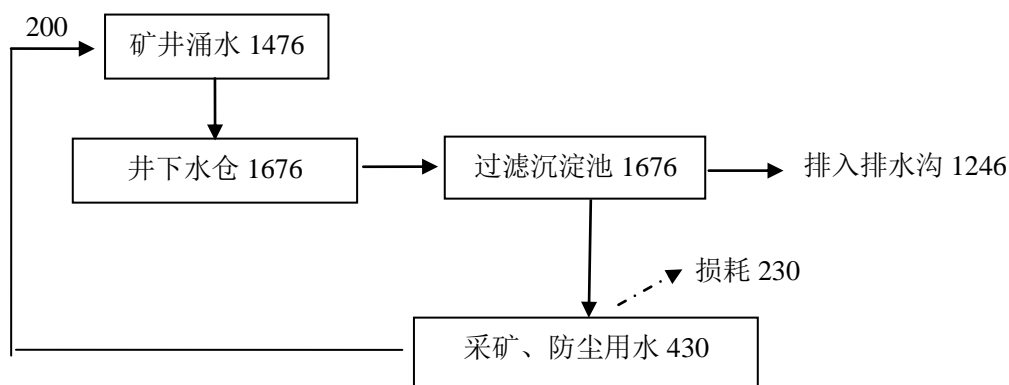 200
矿井涌水 1476
井下水仓 1676
过滤沉淀池 1676
排入排水沟 1246
损耗 230
采矿、防尘用水 430